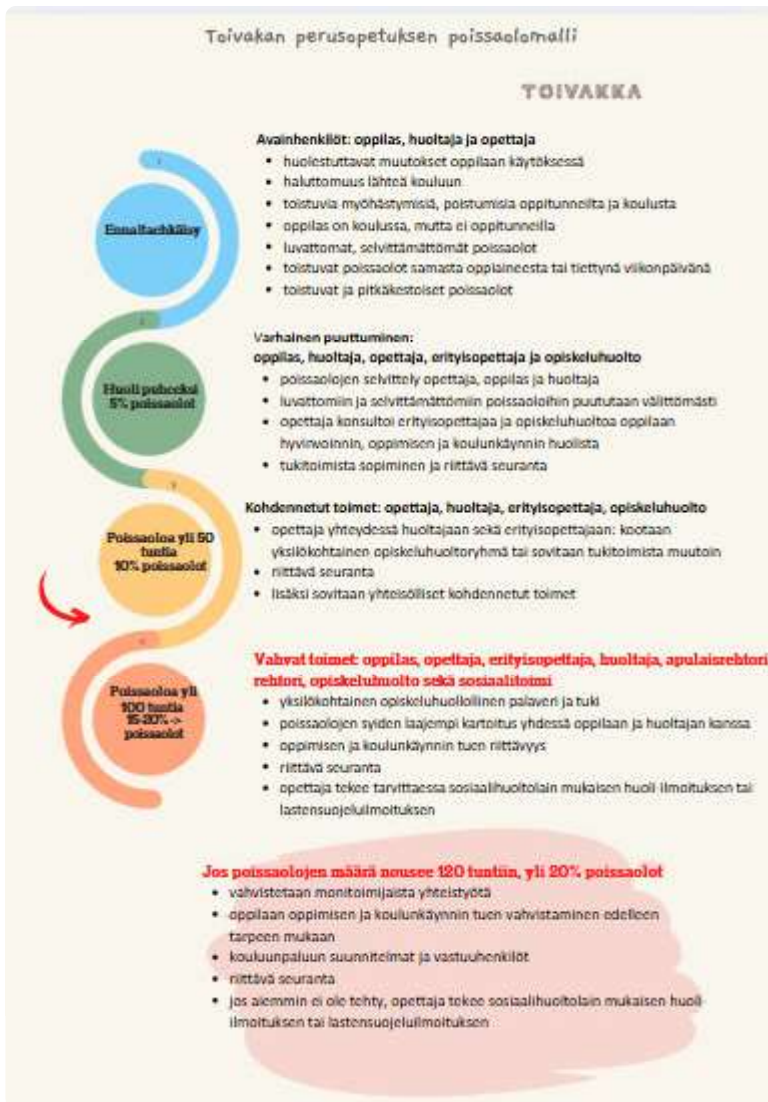 Toivakan perusopetuksen poissaolomalli
TOIVAKKA
1
Ennaltaehkäisy
Avainhenkilöt: oppilas, huoltaja ja opettaja
• huolestuttavat muutokset oppilaan käytöksessä
• haluttomuus lähteä kouluun
• toistuvia myöhästymisiä, poistumisia oppitunneilta ja koulusta
• oppilas on koulussa, mutta ei oppitunneilla
• luvattomat, selvittämättömät poissaolot
• toistuvat poissaolot samasta oppiaineesta tai tiettynä viikonpäivänä
• toistuvat ja pitkäkestoiset poissaolot
2
Huoli puheeksi
5% poissaolot
Varhainen puuttuminen:
oppilas, huoltaja, opettaja, erityisopettaja ja opiskeluhuolto
• poissaolojen selvittely opettaja, oppilas ja huoltaja
• luvattomiin ja selvittämättömiin poissaoloihin puututaan välittömästi
• opettaja konsultoi erityisopettajaa ja opiskeluhuoltoa oppilaan
hyvinvoinnin, oppimisen ja koulunkäynnin huolista
• tukitoimista sopiminen ja riittävä seuranta
3
Poissaoloa yli 50
tuntia
10% poissaolot
Kohdennetut toimet: opettaja, huoltaja, erityisopettaja, opiskeluhuolto
• opettaja yhteydessä huoltajaan sekä erityisopettajaan: kootaan
yksilökohtainen opiskeluhuoltoryhmä tai sovitaan tukitoimista muutoin
• riittävä seuranta
• lisäksi sovitaan yhteisölliset kohdennetut toimet
4
Poissaoloa yli
100 tuntia
15-20% ->
poissaolot
Vahvat toimet: oppilas, opettaja, erityisopettaja, huoltaja, apulaisrehtori
rehtori, opiskeluhuolto sekä sosiaalitoimi
• yksilökohtainen opiskeluhuollollinen palaveri ja tuki
• poissaolojen syiden laajempi kartoitus yhdessä oppilaan ja huoltajan kanssa
• oppimisen ja koulunkäynnin tuen riittävyys
• riittävä seuranta
• opettaja tekee tarvittaessa sosiaalihuoltolain mukaisen huoli-ilmoituksen tai
lastensuojeluilmoituksen
Jos poissaolojen määrä nousee 120 tuntiin, yli 20% poissaolot
• vahvistetaan monitoimijaista yhteistyötä
• oppilaan oppimisen ja koulunkäynnin tuen vahvistaminen edelleen
tarpeen mukaan
• kouluunpaluun suunnitelmat ja vastuuhenkilöt
• riittävä seuranta
• jos aiemmin ei ole tehty, opettaja tekee sosiaalihuoltolain mukaisen huoli-
ilmoituksen tai lastensuojeluilmoituksen